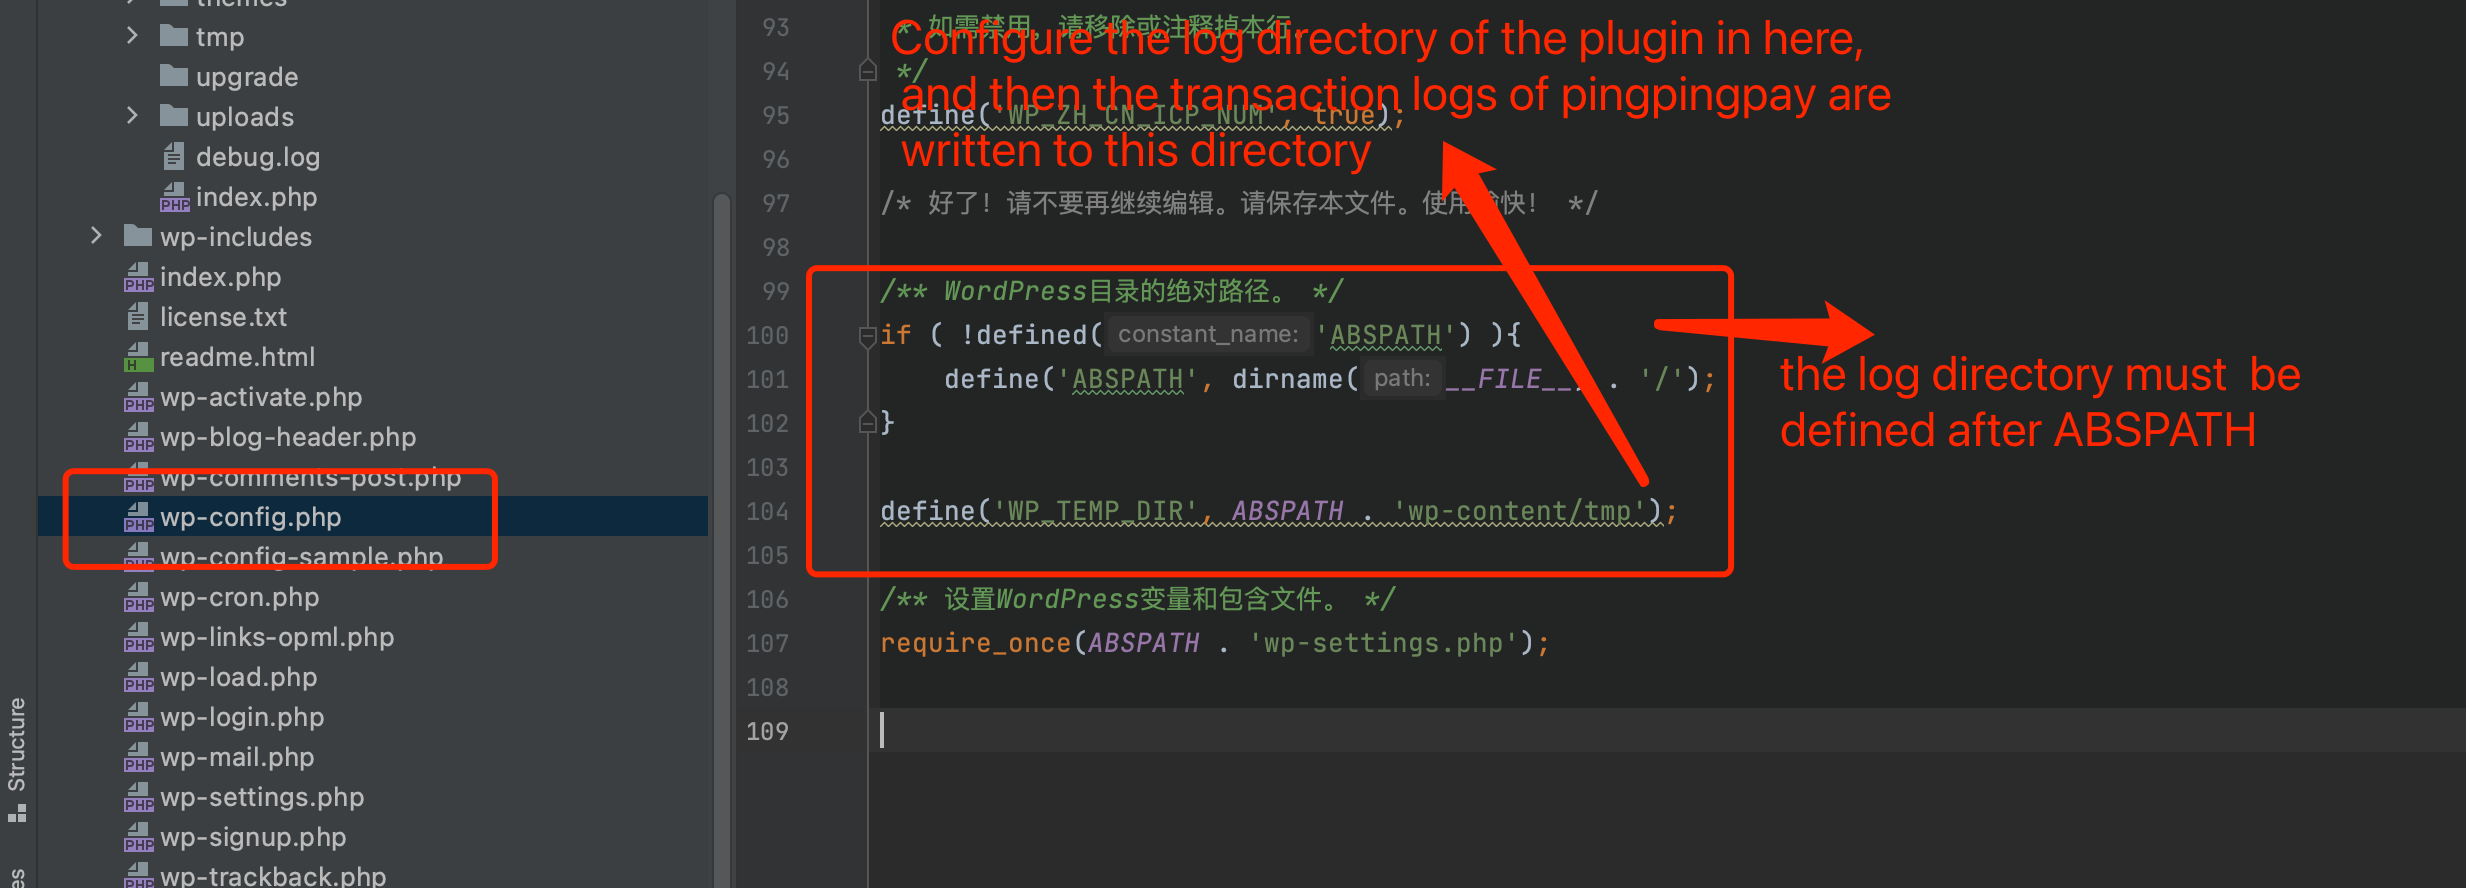 themes
tmp
upgrade
uploads
debug.log
index.php
wp-includes
index.php
license.txt
readme.html
wp-activate.php
wp-blog-header.php
wp-comments-post.php
wp-config.php
wp-config-sample.php
wp-cron.php
wp-links-opml.php
wp-load.php
wp-login.php
wp-mail.php
wp-settings.php
wp-signup.php
wp-trackback.php
Structure
93 * 如需禁用，请移除或注释掉本行。
94 */
95 define('WP_ZH_CN_ICP_NUM', true);
96
97 /* 好了！请不要再继续编辑。请保存本文件。使用愉快！ */
98
99 /** WordPress目录的绝对路径。 */
100 if ( !defined( constant_name: 'ABSPATH') ){
101 define('ABSPATH', dirname( path: __FILE__) . '/');
102 }
103
104 define('WP_TEMP_DIR', ABSPATH . 'wp-content/tmp');
105
106 /** 设置WordPress变量和包含文件。 */
107 require_once(ABSPATH . 'wp-settings.php');
108
109
Configure the log directory of the plugin in here,
and then the transaction logs of pingpingpay are
written to this directory
the log directory must be
defined after ABSPATH